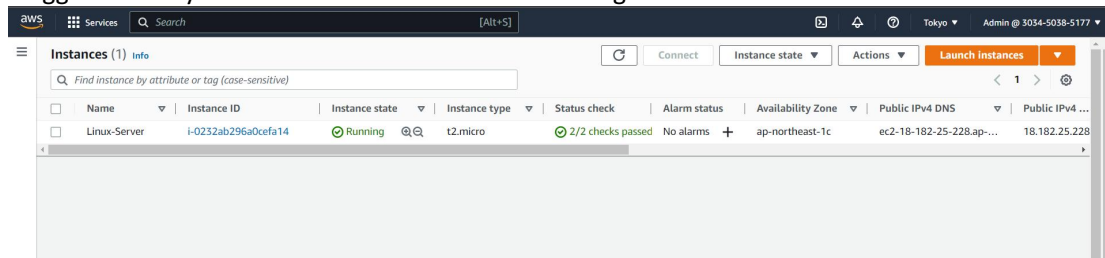 aws Services Search [Alt+S] Tokyo ▼ Admin @ 3034-5038-5177 ▼
Instances (1) Info Connect Instance state ▼ Actions ▼ Launch instances ▼
Find instance by attribute or tag (case-sensitive) < 1 >
Name Instance ID Instance state Instance type Status check Alarm status Availability Zone Public IPv4 DNS Public IPv4 ...
Linux-Server i-0232ab296a0cefa14 Running t2.micro 2/2 checks passed No alarms + ap-northeast-1c ec2-18-182-25-228.ap-... 18.182.25.228